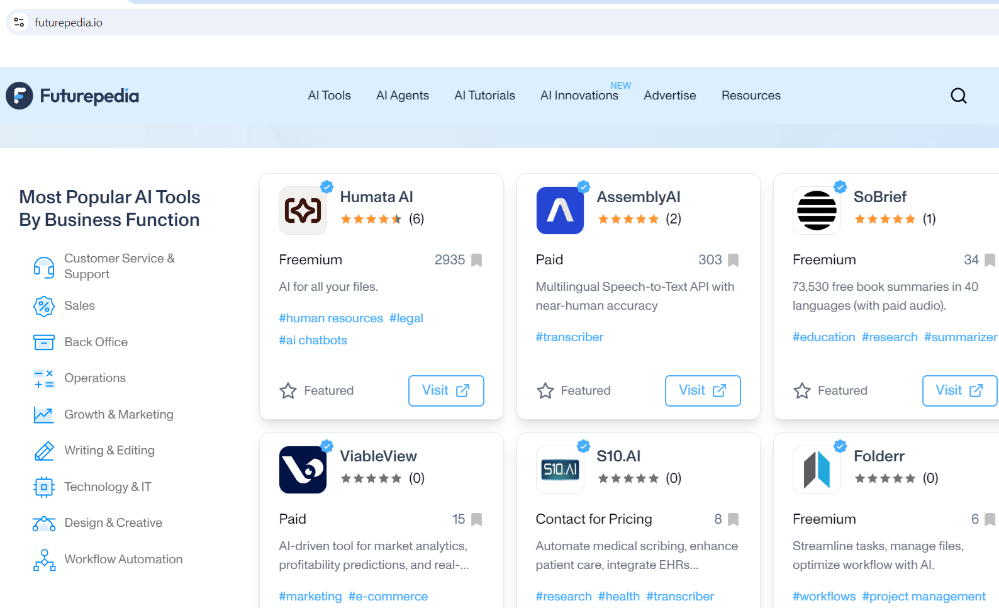 futurepedia.io
Futurepedia
AI Tools
AI Agents
AI Tutorials
AI Innovations
NEW
Advertise
Resources
Most Popular AI Tools
By Business Function
Customer Service &
Support
Sales
Back Office
Operations
Growth & Marketing
Writing & Editing
Technology & IT
Design & Creative
Workflow Automation
Humata AI
(6)
Freemium 2935
AI for all your files.
#human resources #legal
#ai chatbots
Featured Visit
AssemblyAI
(2)
Paid 303
Multilingual Speech-to-Text API with
near-human accuracy
#transcriber
Featured Visit
SoBrief
(1)
Freemium 34
73,530 free book summaries in 40
languages (with paid audio).
#education #research #summarizer
Featured Visit
ViableView
(0)
Paid 15
AI-driven tool for market analytics,
profitability predictions, and real-...
#marketing #e-commerce
S10.AI
S10.AI
(0)
Contact for Pricing 8
Automate medical scribing, enhance
patient care, integrate EHRs...
#research #health #transcriber
Folderr
(0)
Freemium 6
Streamline tasks, manage files,
optimize workflow with AI.
#workflows #project management